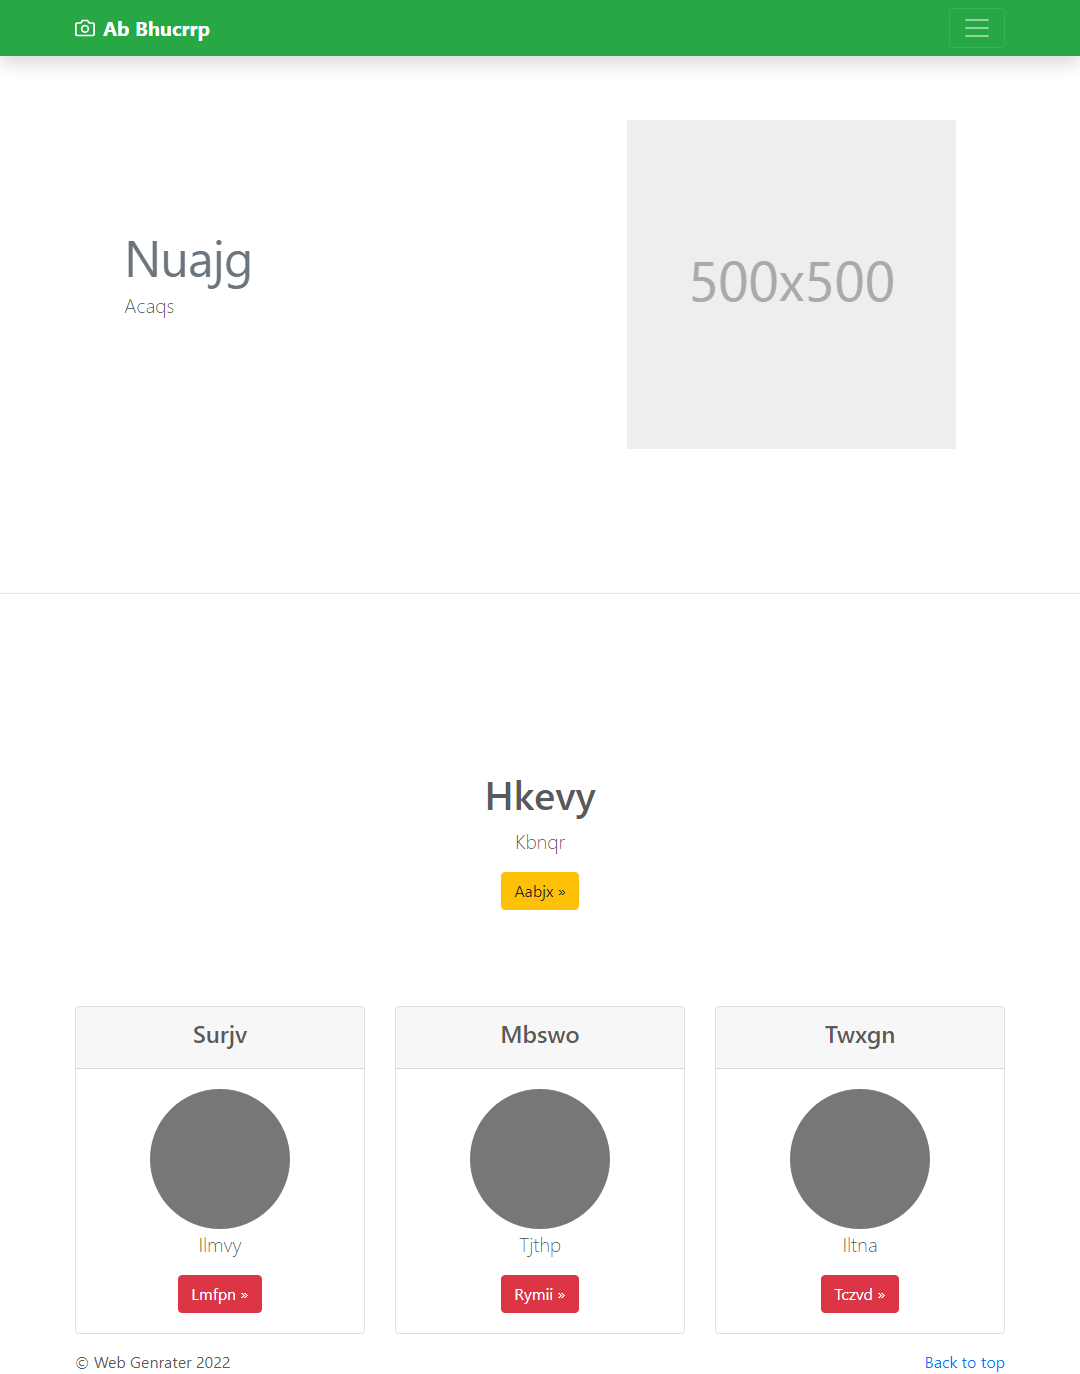 Ab Bhucrrp
Nuajg
Acaqs
500x500
Hkevy
Kbnqr
Aabjx »
Surjv
Ilmvy
Lmfpn »
Mbswo
Tjthp
Rymii »
Twxgn
Iltna
Tczvd »
© Web Genrater 2022
Back to top